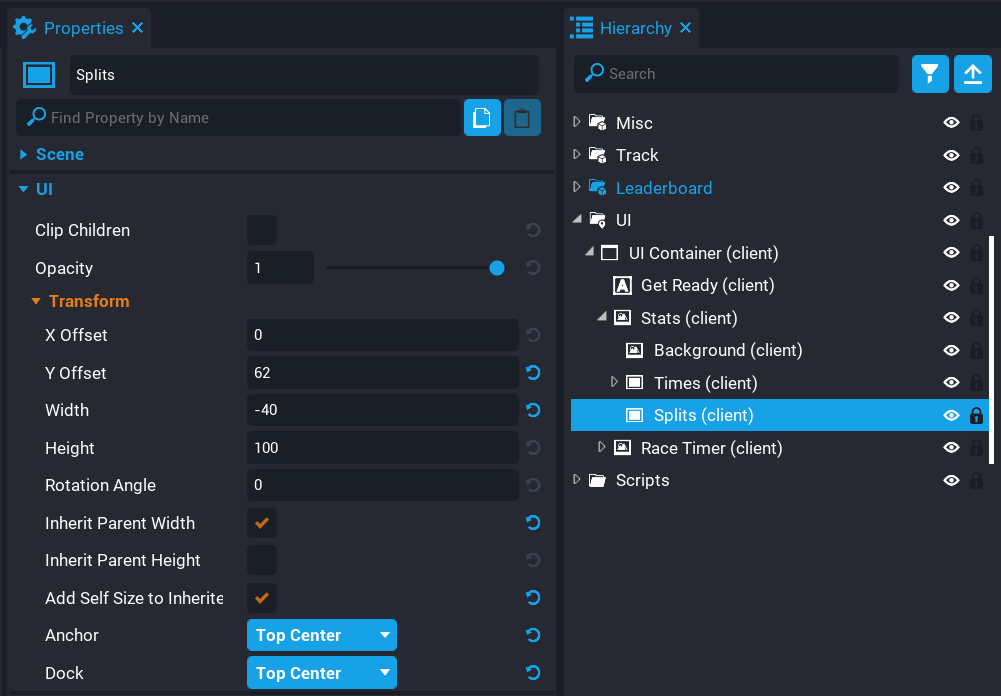 Properties
Splits
Find Property by Name
Scene
UI
Clip Children
Opacity 1
Transform
X Offset 0
Y Offset 62
Width -40
Height 100
Rotation Angle 0
Inherit Parent Width
Inherit Parent Height
Add Self Size to Inherite
Anchor Top Center
Dock Top Center
Hierarchy
Search
Misc
Track
Leaderboard
UI
UI Container (client)
Get Ready (client)
Stats (client)
Background (client)
Times (client)
Splits (client)
Race Timer (client)
Scripts